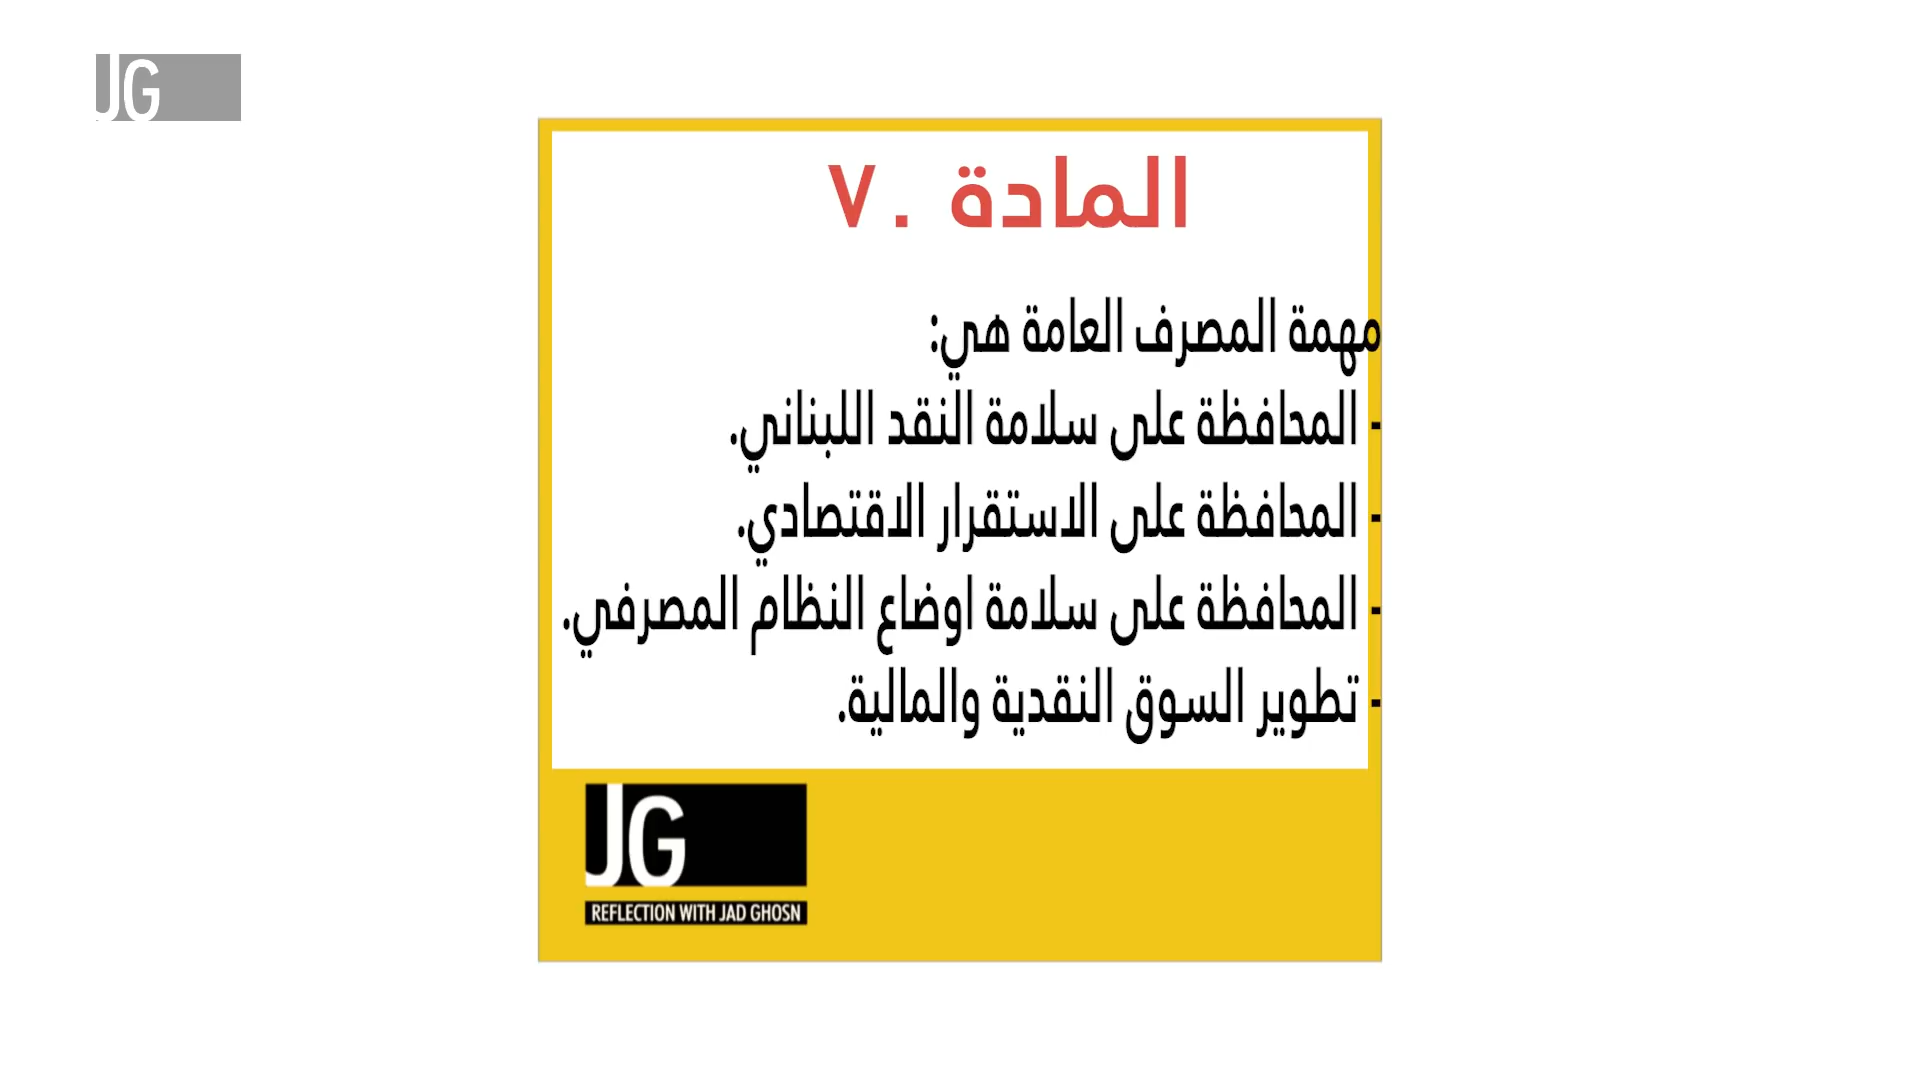 JG
المادة ٧٠
مهمة المصرف العامة هي:
- المحافظة على سلامة النقد اللبناني.
- المحافظة على الاستقرار الاقتصادي.
- المحافظة على سلامة اوضاع النظام المصرفي.
- تطوير السوق النقدية والمالية.
JG
REFLECTION WITH JAD GHOSN